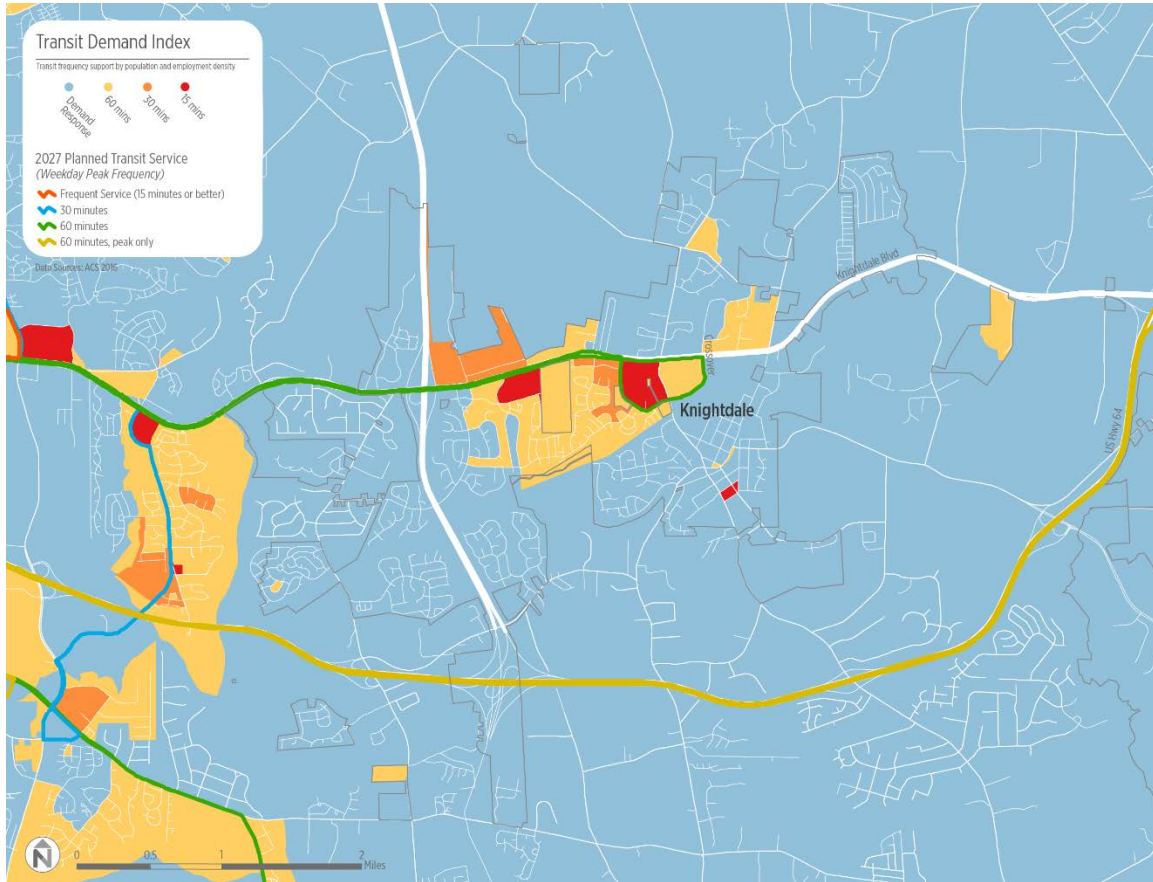 Transit Demand Index
Transit frequency support by population and employment density
Demand
Response
60 mins
30 mins
15 mins
2027 Planned Transit Service
(Weekday Peak Frequency)
Frequent Service (15 minutes or better)
30 minutes
60 minutes
60 minutes, peak only
Data Sources: ACS 2016
Knightdale Blvd
Crossover
Knightdale
US Hwy 64
N
0 0.5 1 2
Miles